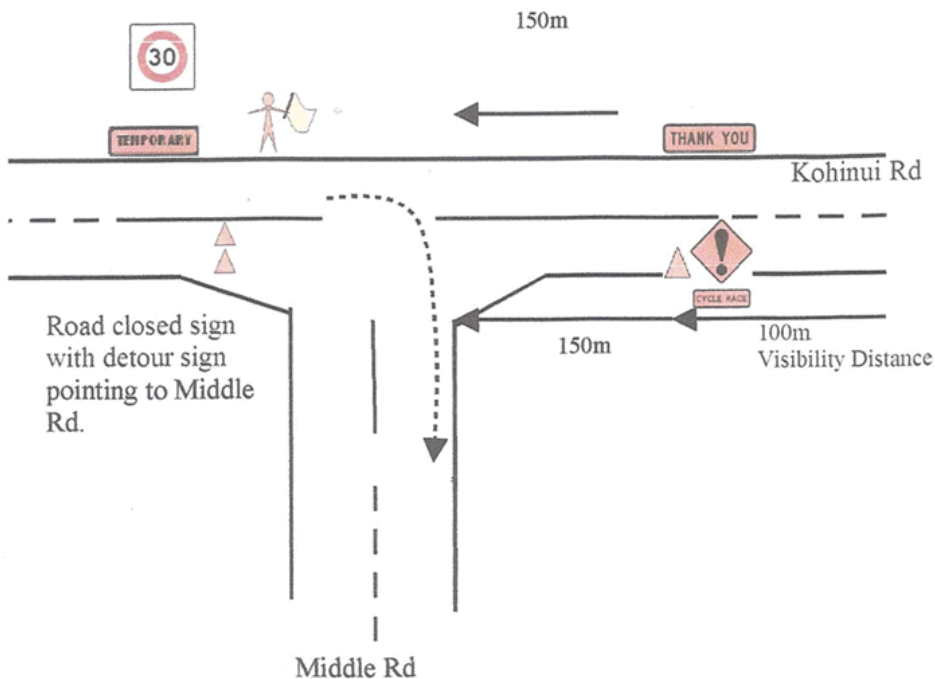 150m
30
TEMPORARY
THANK YOU
Kohinui Rd
!
CYCLE RACE
Road closed sign
with detour sign
pointing to Middle
Rd.
150m
100m
Visibility Distance
Middle Rd